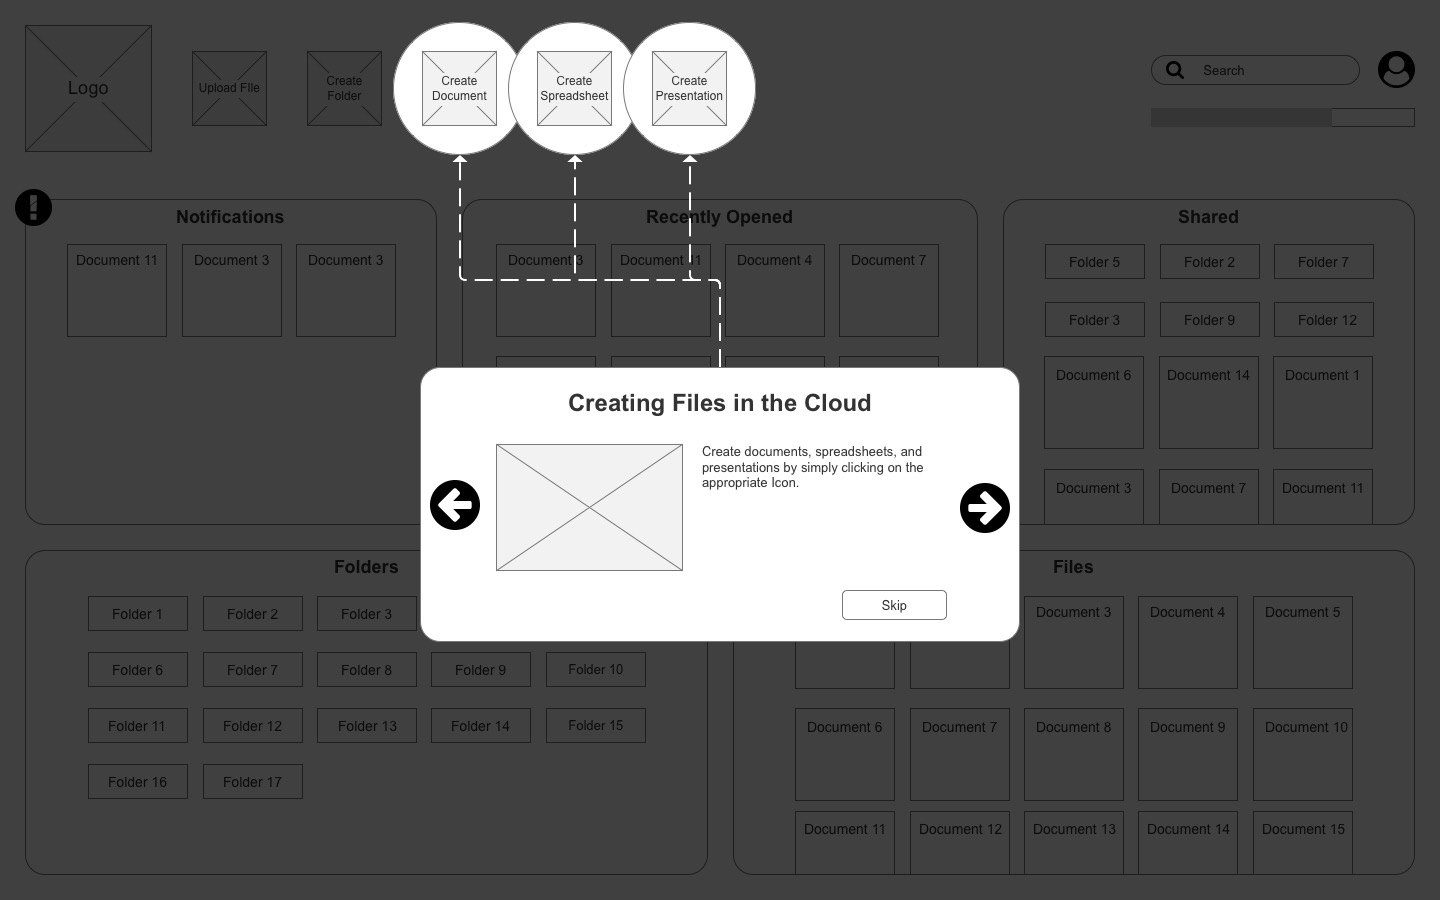 Logo
Upload FIle
Create
Folder
Create
Document
Create
Spreadsheet
Create
Presentation
Search
Notifications
Document 11
Document 3
Document 3
Recently Opened
Document 3
Document 11
Document 4
Document 7
Shared
Folder 5
Folder 2
Folder 7
Folder 3
Folder 9
Folder 12
Document 6
Document 14
Document 1
Document 3
Document 7
Document 11
Creating Files in the Cloud
Create documents, spreadsheets, and
presentations by simply clicking on the
appropriate Icon.
Skip
Folders
Folder 1
Folder 2
Folder 3
Folder 6
Folder 7
Folder 8
Folder 9
Folder 10
Folder 11
Folder 12
Folder 13
Folder 14
Folder 15
Folder 16
Folder 17
Files
Document 3
Document 4
Document 5
Document 6
Document 7
Document 8
Document 9
Document 10
Document 11
Document 12
Document 13
Document 14
Document 15